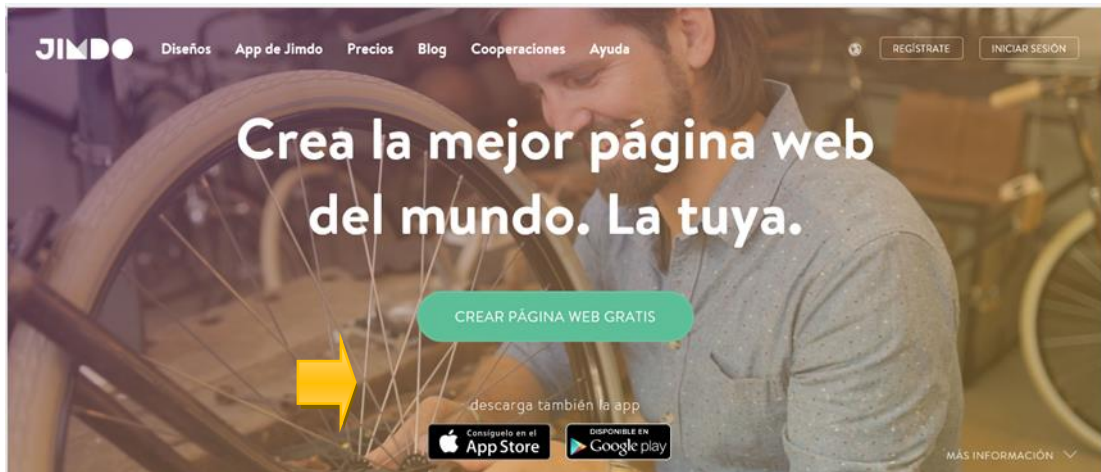 JIMDO Diseños App de Jimdo Precios Blog Cooperaciones Ayuda REGÍSTRATE INICIAR SESIÓN
Crea la mejor página web
del mundo. La tuya.
CREAR PÁGINA WEB GRATIS
descarga también la app
Consíguelo en el
App Store
DISPONIBLE EN
Google play
MÁS INFORMACIÓN